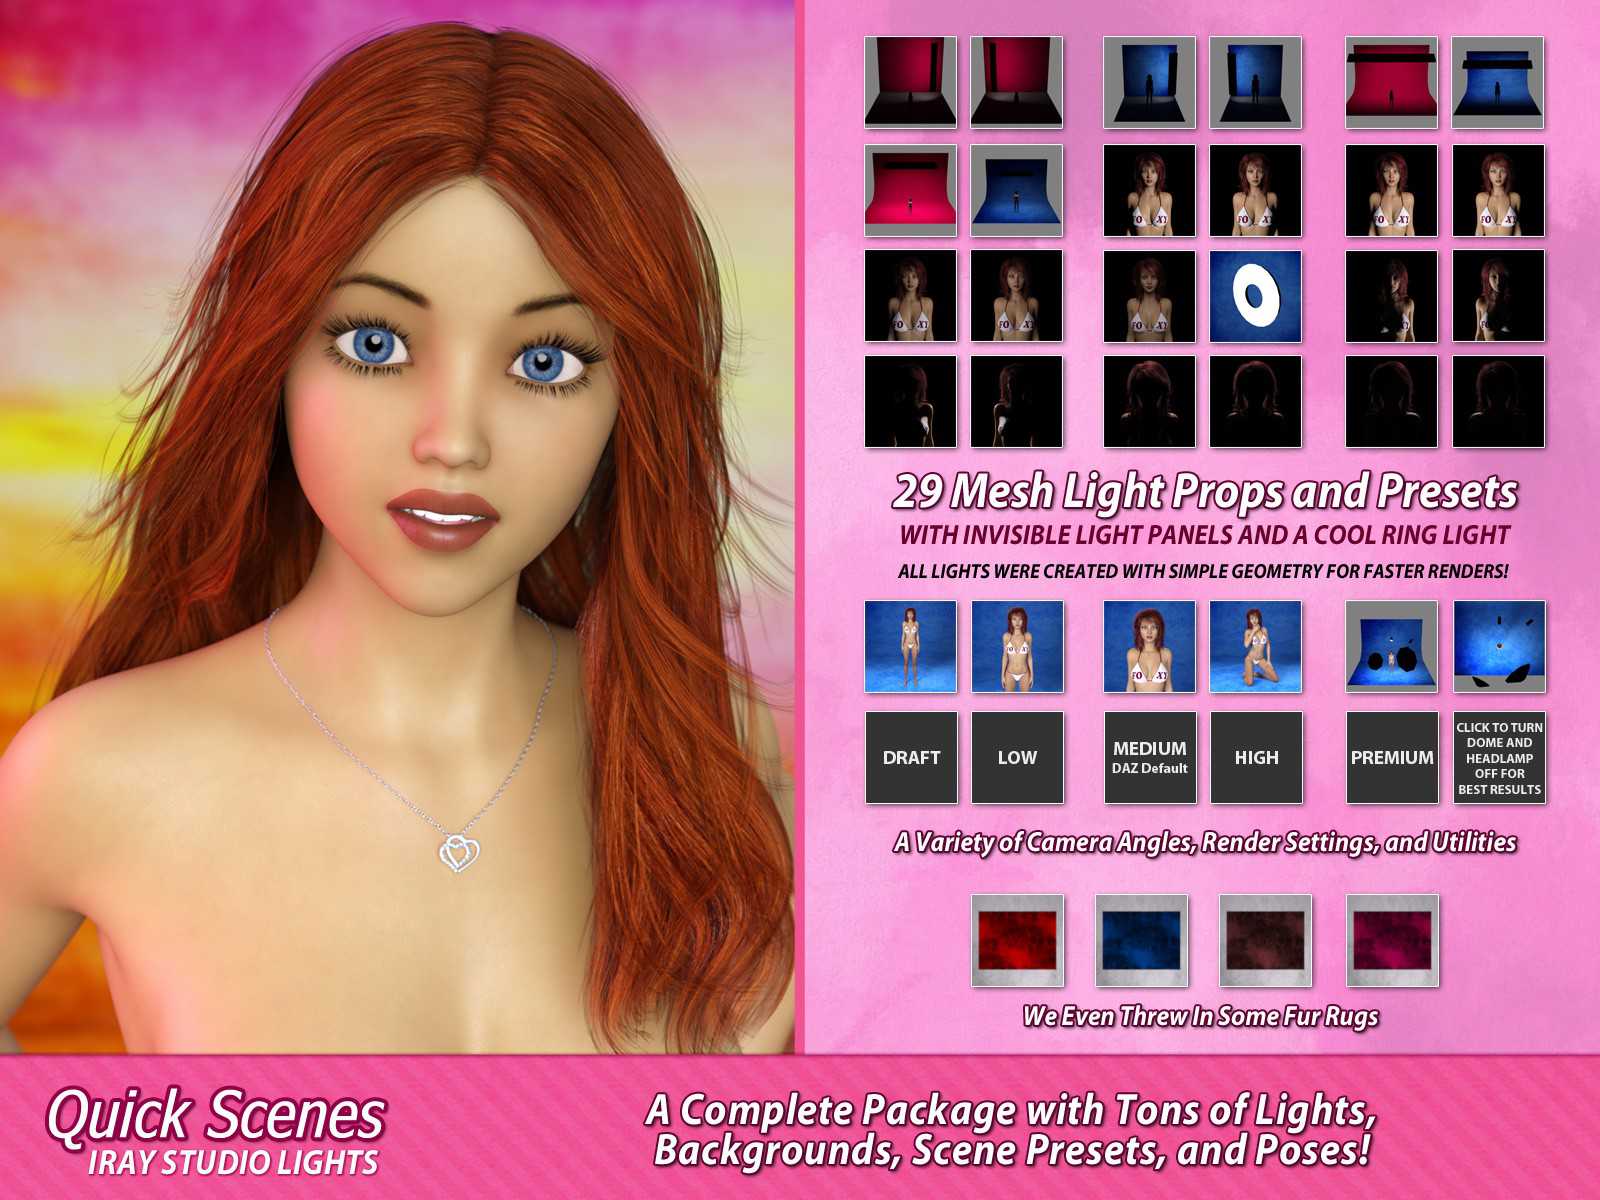 29 Mesh Light Props and Presets
WITH INVISIBLE LIGHT PANELS AND A COOL RING LIGHT
ALL LIGHTS WERE CREATED WITH SIMPLE GEOMETRY FOR FASTER RENDERS!
DRAFT
LOW
MEDIUM
DAZ Default
HIGH
PREMIUM
CLICK TO TURN
DOME AND
HEADLAMP
OFF FOR
BEST RESULTS
A Variety of Camera Angles, Render Settings, and Utilities
We Even Threw In Some Fur Rugs
Quick Scenes
IRAY STUDIO LIGHTS
A Complete Package with Tons of Lights,
Backgrounds, Scene Presets, and Poses!